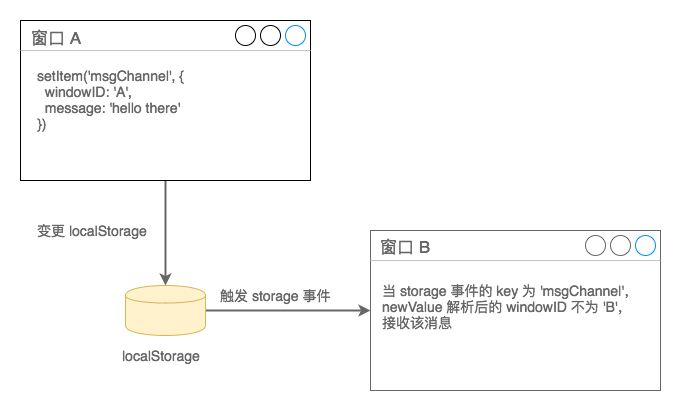 窗口 A
setItem('msgChannel', {
windowID: 'A',
message: 'hello there'
})
变更 localStorage
触发 storage 事件
localStorage
窗口 B
当 storage 事件的 key 为 'msgChannel',
newValue 解析后的 windowID 不为 'B',
接收该消息